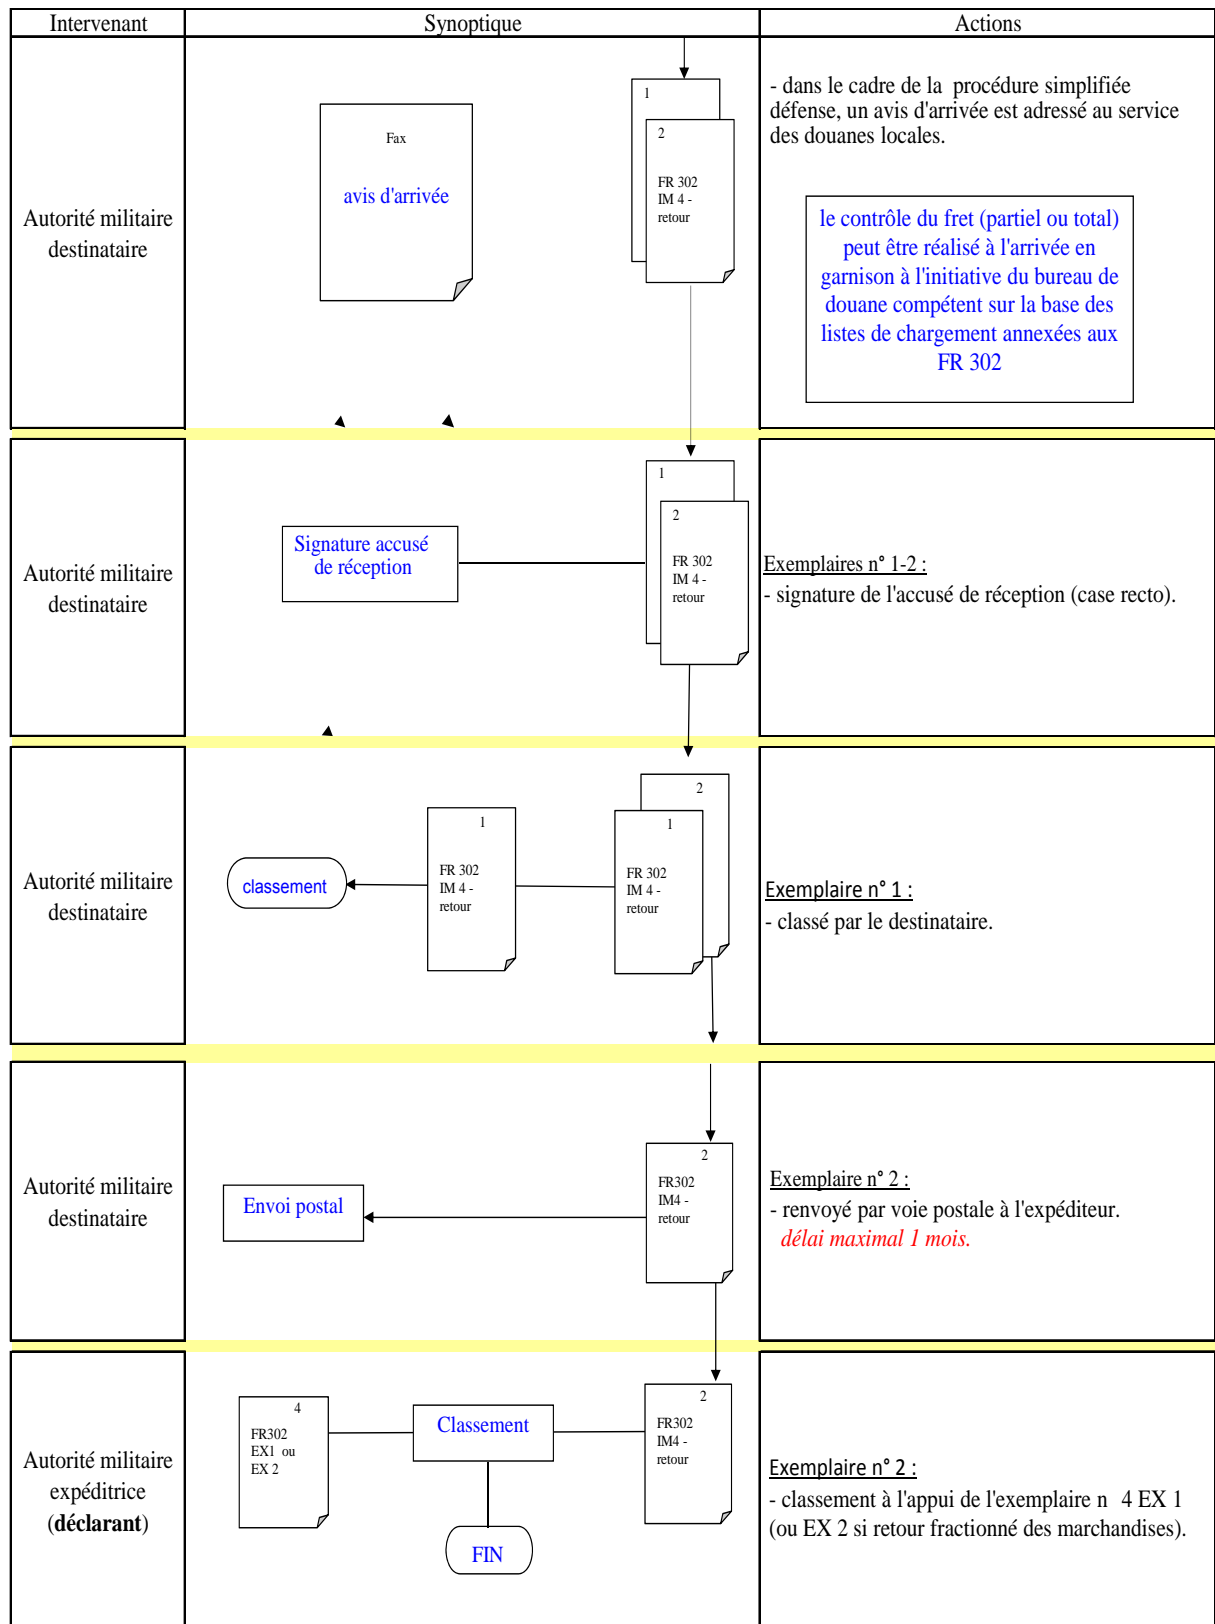 Intervenant
Synoptique
Actions
Autorité militaire
destinataire
Fax
avis d'arrivée
1
2
FR 302
IM 4 -
retour
- dans le cadre de la procédure simplifiée
défense, un avis d'arrivée est adressé au service
des douanes locales.
le contrôle du fret (partiel ou total)
peut être réalisé à l'arrivée en
garnison à l'initiative du bureau de
douane compétent sur la base des
listes de chargement annexées aux
FR 302
Autorité militaire
destinataire
Signature accusé
de réception
1
2
FR 302
IM 4 -
retour
Exemplaires n° 1-2 :
- signature de l'accusé de réception (case recto).
Autorité militaire
destinataire
classement
1
FR 302
IM 4 -
retour
2
1
FR 302
IM 4 -
retour
Exemplaire n° 1 :
- classé par le destinataire.
Autorité militaire
destinataire
Envoi postal
2
FR302
IM4 -
retour
Exemplaire n° 2 :
- renvoyé par voie postale à l'expéditeur.
délai maximal 1 mois.
Autorité militaire
expéditrice
(déclarant)
4
FR302
EX1 ou
EX 2
Classement
FIN
2
FR302
IM4 -
retour
Exemplaire n° 2 :
- classement à l'appui de l'exemplaire n 4 EX 1
(ou EX 2 si retour fractionné des marchandises).